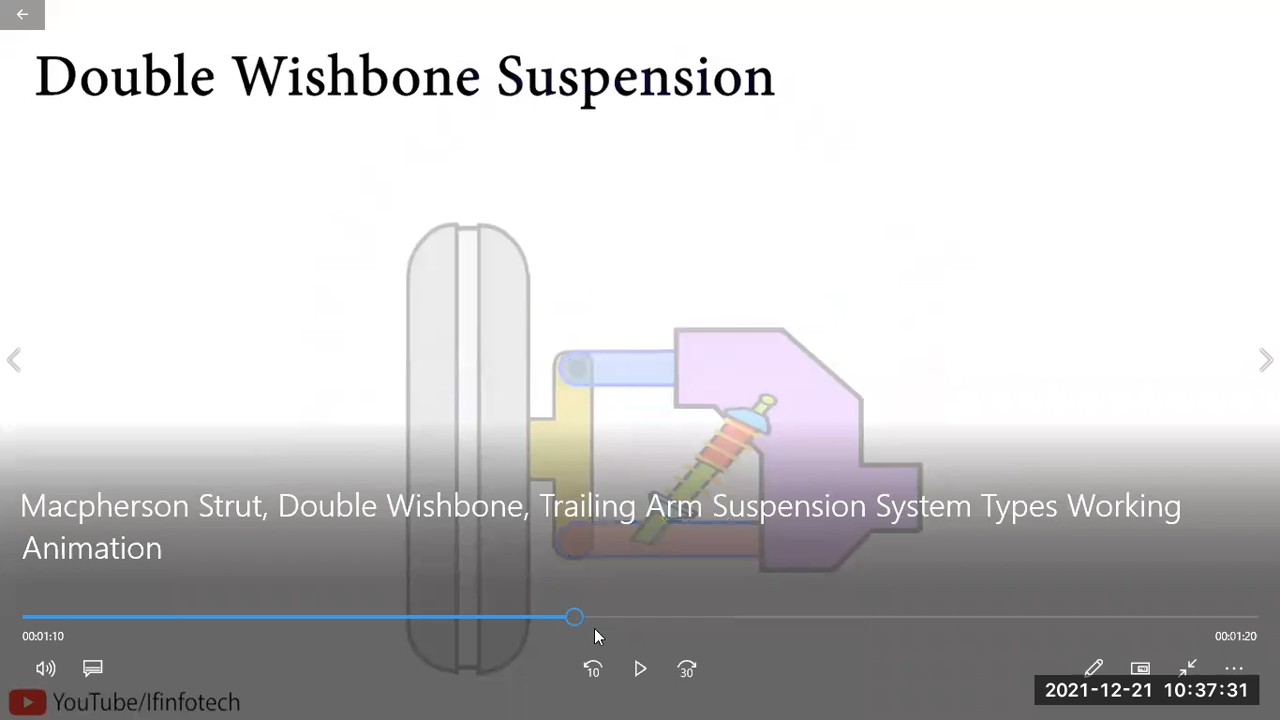 Double Wishbone Suspension
Macpherson Strut, Double Wishbone, Trailing Arm Suspension System Types Working
Animation
00:01:10
00:01:20
10
30
YouTube/lfinfotech
2021-12-21 10:37:31